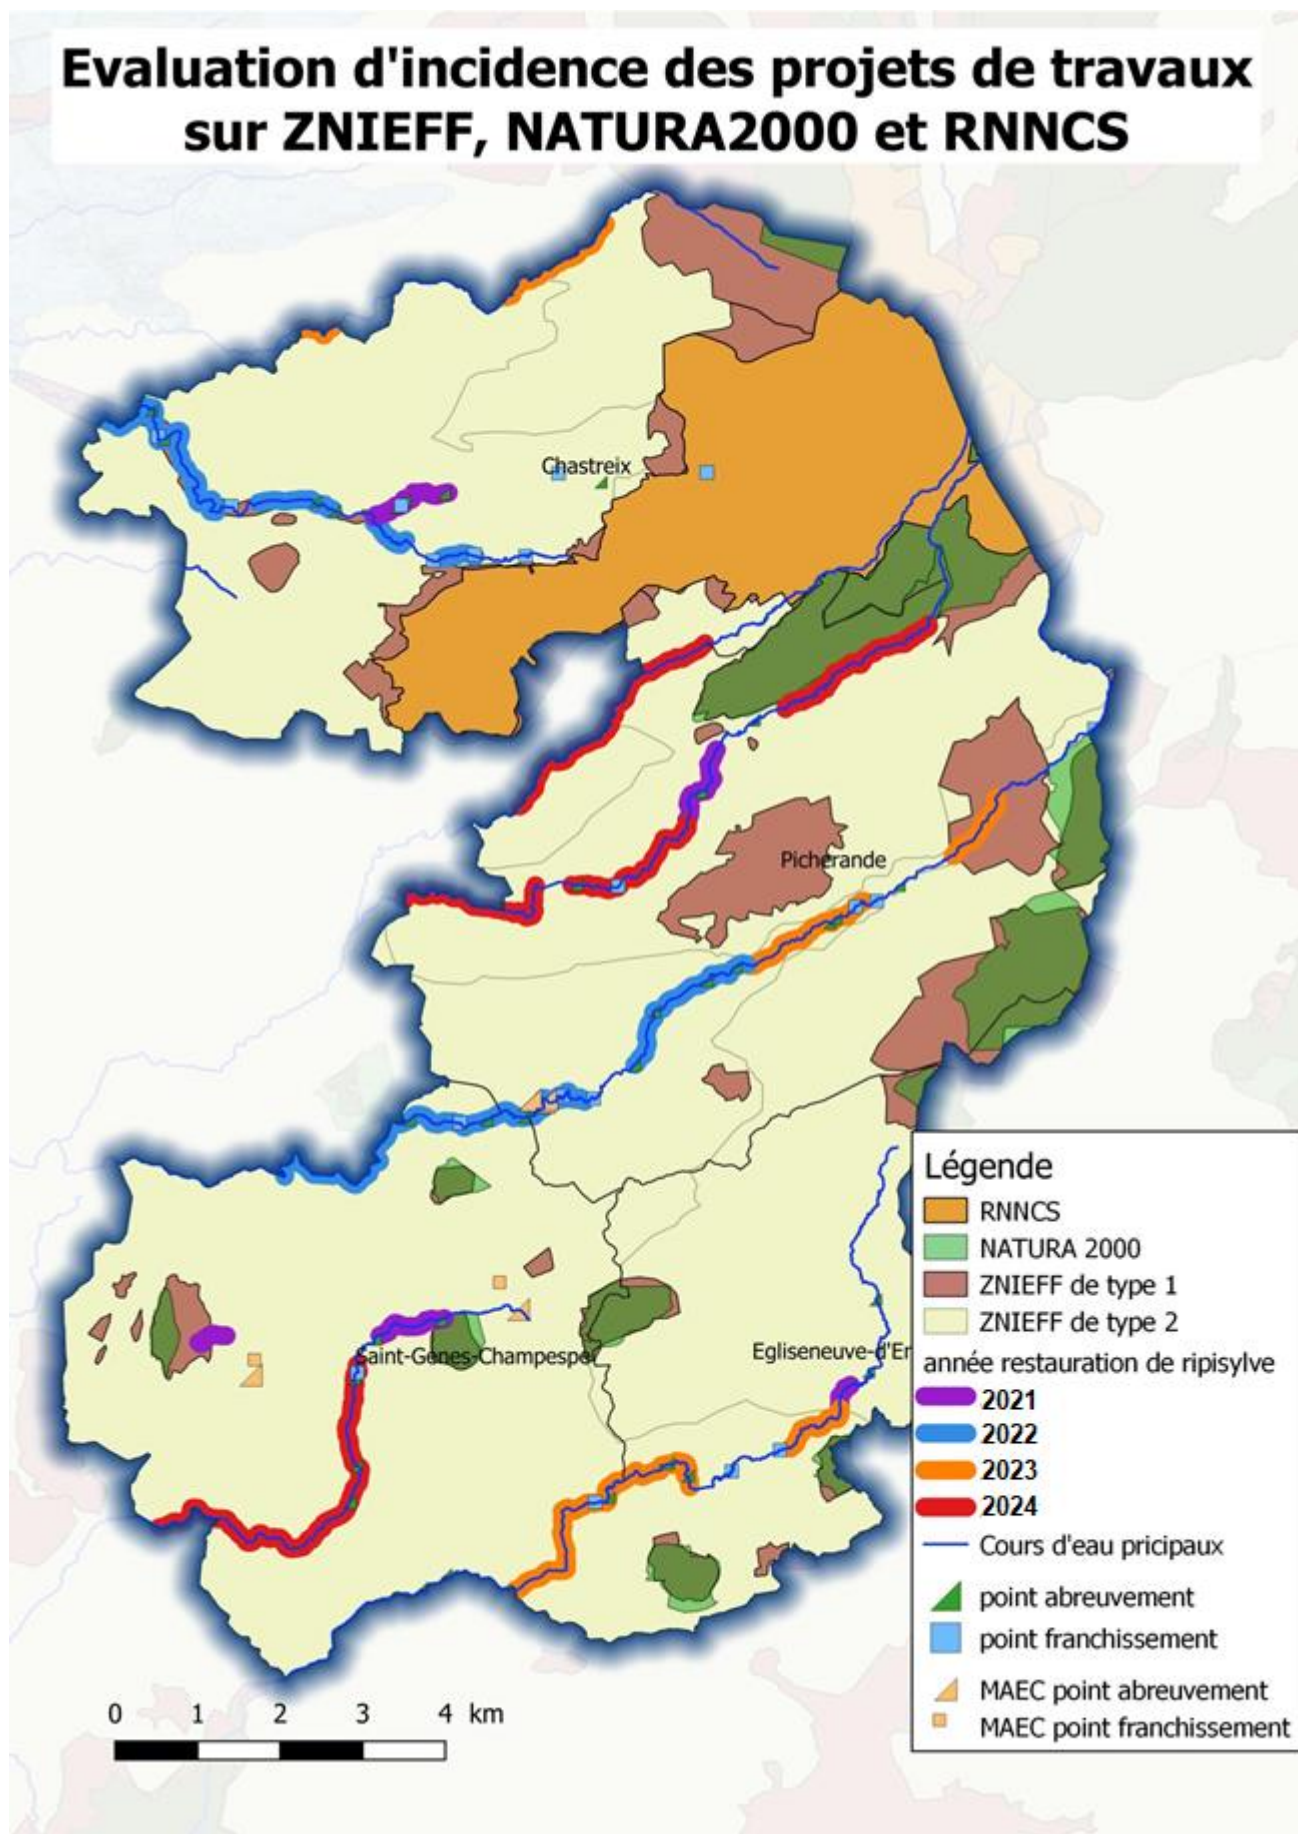 Evaluation d'incidence des projets de travaux
sur ZNIEFF, NATURA2000 et RNNCS
Chastreix
Picherande
Saint-Genes-Champespe
Egliseneuve-d'En
Légende
RNNCS
NATURA 2000
ZNIEFF de type 1
ZNIEFF de type 2
année restauration de ripisylve
2021
2022
2023
2024
Cours d'eau pricipaux
point abreuvement
point franchissement
MAEC point abreuvement
MAEC point franchissement
0 1 2 3 4 km